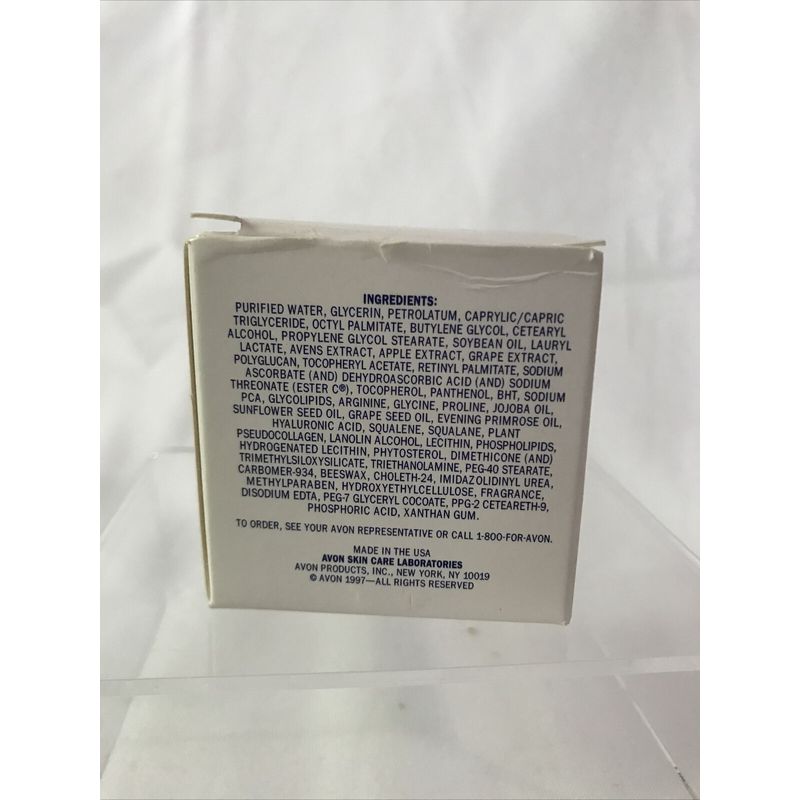 INGREDIENTS:
PURIFIED WATER, GLYCERIN, PETROLATUM, CAPRYLIC/CAPRIC
TRIGLYCERIDE, OCTYL PALMITATE, BUTYLENE GLYCOL, CETEARYL
ALCOHOL, PROPYLENE GLYCOL STEARATE, SOYBEAN OIL, LAURYL
LACTATE, AVENS EXTRACT, APPLE EXTRACT, GRAPE EXTRACT,
POLYGLUCAN, TOCOPHERYL ACETATE, RETINYL PALMITATE, SODIUM
ASCORBATE (AND) DEHYDROASCORBIC ACID (AND) SODIUM
THREONATE (ESTER C®), TOCOPHEROL, PANTHENOL, BHT, SODIUM
PCA, GLYCOLIPIDS, ARGININE, GLYCINE, PROLINE, JOJOBA OIL,
SUNFLOWER SEED OIL, GRAPE SEED OIL, EVENING PRIMROSE OIL,
HYALURONIC ACID, SQUALENE, SQUALANE, PLANT
PSEUDOCOLLAGEN, LANOLIN ALCOHOL, LECITHIN, PHOSPHOLIPIDS,
HYDROGENATED LECITHIN, PHYTOSTEROL, DIMETHICONE (AND)
TRIMETHYLSILOXYSILICATE, TRIETHANOLAMINE, PEG-40 STEARATE,
CARBOMER-934, BEESWAX, CHOLETH-24, IMIDAZOLIDINYL UREA,
METHYLPARABEN, HYDROXYETHYLCELLULOSE, FRAGRANCE,
DISODIUM EDTA, PEG-7 GLYCERYL COCOATE, PPG-2 CETEARETH-9,
PHOSPHORIC ACID, XANTHAN GUM.
TO ORDER, SEE YOUR AVON REPRESENTATIVE OR CALL 1-800-FOR-AVON.
MADE IN THE USA
AVON SKIN CARE LABORATORIES
AVON PRODUCTS, INC., NEW YORK, NY 10019
© AVON 1997—ALL RIGHTS RESERVED